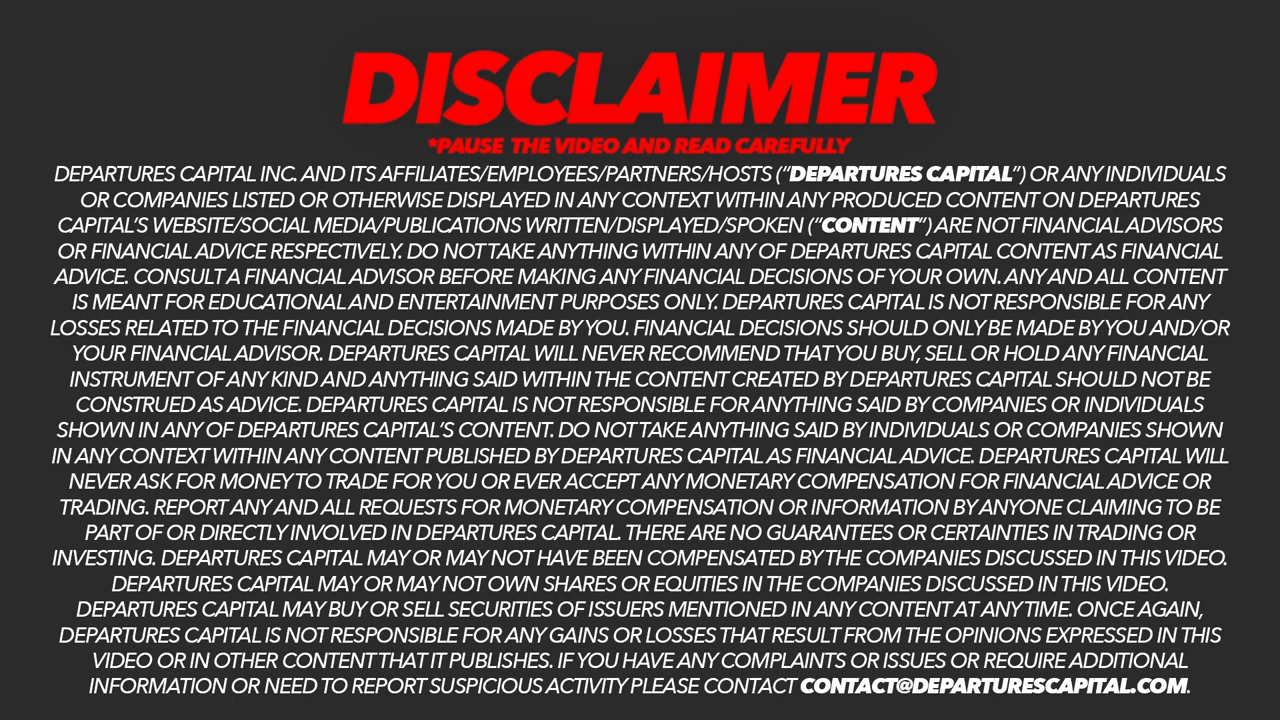 DISCLAIMER
*PAUSE THE VIDEO AND READ CAREFULLY
DEPARTURES CAPITAL INC. AND ITS AFFILIATES/EMPLOYEES/PARTNERS/HOSTS ("DEPARTURES CAPITAL") OR ANY INDIVIDUALS
OR COMPANIES LISTED OR OTHERWISE DISPLAYED IN ANY CONTEXT WITHIN ANY PRODUCED CONTENT ON DEPARTURES
CAPITAL'S WEBSITE/SOCIAL MEDIA/PUBLICATIONS WRITTEN/DISPLAYED/SPOKEN ("CONTENT") ARE NOT FINANCIAL ADVISORS
OR FINANCIAL ADVICE RESPECTIVELY. DO NOT TAKE ANYTHING WITHIN ANY OF DEPARTURES CAPITAL CONTENT AS FINANCIAL
ADVICE. CONSULT A FINANCIAL ADVISOR BEFORE MAKING ANY FINANCIAL DECISIONS OF YOUR OWN. ANY AND ALL CONTENT
IS MEANT FOR EDUCATIONAL AND ENTERTAINMENT PURPOSES ONLY. DEPARTURES CAPITAL IS NOT RESPONSIBLE FOR ANY
LOSSES RELATED TO THE FINANCIAL DECISIONS MADE BY YOU. FINANCIAL DECISIONS SHOULD ONLY BE MADE BY YOU AND/OR
YOUR FINANCIAL ADVISOR. DEPARTURES CAPITAL WILL NEVER RECOMMEND THAT YOU BUY, SELL OR HOLD ANY FINANCIAL
INSTRUMENT OF ANY KIND AND ANYTHING SAID WITHIN THE CONTENT CREATED BY DEPARTURES CAPITAL SHOULD NOT BE
CONSTRUED AS ADVICE. DEPARTURES CAPITAL IS NOT RESPONSIBLE FOR ANYTHING SAID BY COMPANIES OR INDIVIDUALS
SHOWN IN ANY OF DEPARTURES CAPITAL'S CONTENT. DO NOT TAKE ANYTHING SAID BY INDIVIDUALS OR COMPANIES SHOWN
IN ANY CONTEXT WITHIN ANY CONTENT PUBLISHED BY DEPARTURES CAPITAL AS FINANCIAL ADVICE. DEPARTURES CAPITAL WILL
NEVER ASK FOR MONEY TO TRADE FOR YOU OR EVER ACCEPT ANY MONETARY COMPENSATION FOR FINANCIAL ADVICE OR
TRADING. REPORT ANY AND ALL REQUESTS FOR MONETARY COMPENSATION OR INFORMATION BY ANYONE CLAIMING TO BE
PART OF OR DIRECTLY INVOLVED IN DEPARTURES CAPITAL. THERE ARE NO GUARANTEES OR CERTAINTIES IN TRADING OR
INVESTING. DEPARTURES CAPITAL MAY OR MAY NOT HAVE BEEN COMPENSATED BY THE COMPANIES DISCUSSED IN THIS VIDEO.
DEPARTURES CAPITAL MAY OR MAY NOT OWN SHARES OR EQUITIES IN THE COMPANIES DISCUSSED IN THIS VIDEO.
DEPARTURES CAPITAL MAY BUY OR SELL SECURITIES OF ISSUERS MENTIONED IN ANY CONTENT AT ANY TIME. ONCE AGAIN,
DEPARTURES CAPITAL IS NOT RESPONSIBLE FOR ANY GAINS OR LOSSES THAT RESULT FROM THE OPINIONS EXPRESSED IN THIS
VIDEO OR IN OTHER CONTENT THAT IT PUBLISHES. IF YOU HAVE ANY COMPLAINTS OR ISSUES OR REQUIRE ADDITIONAL
INFORMATION OR NEED TO REPORT SUSPICIOUS ACTIVITY PLEASE CONTACT CONTACT@DEPARTURESCAPITAL.COM.